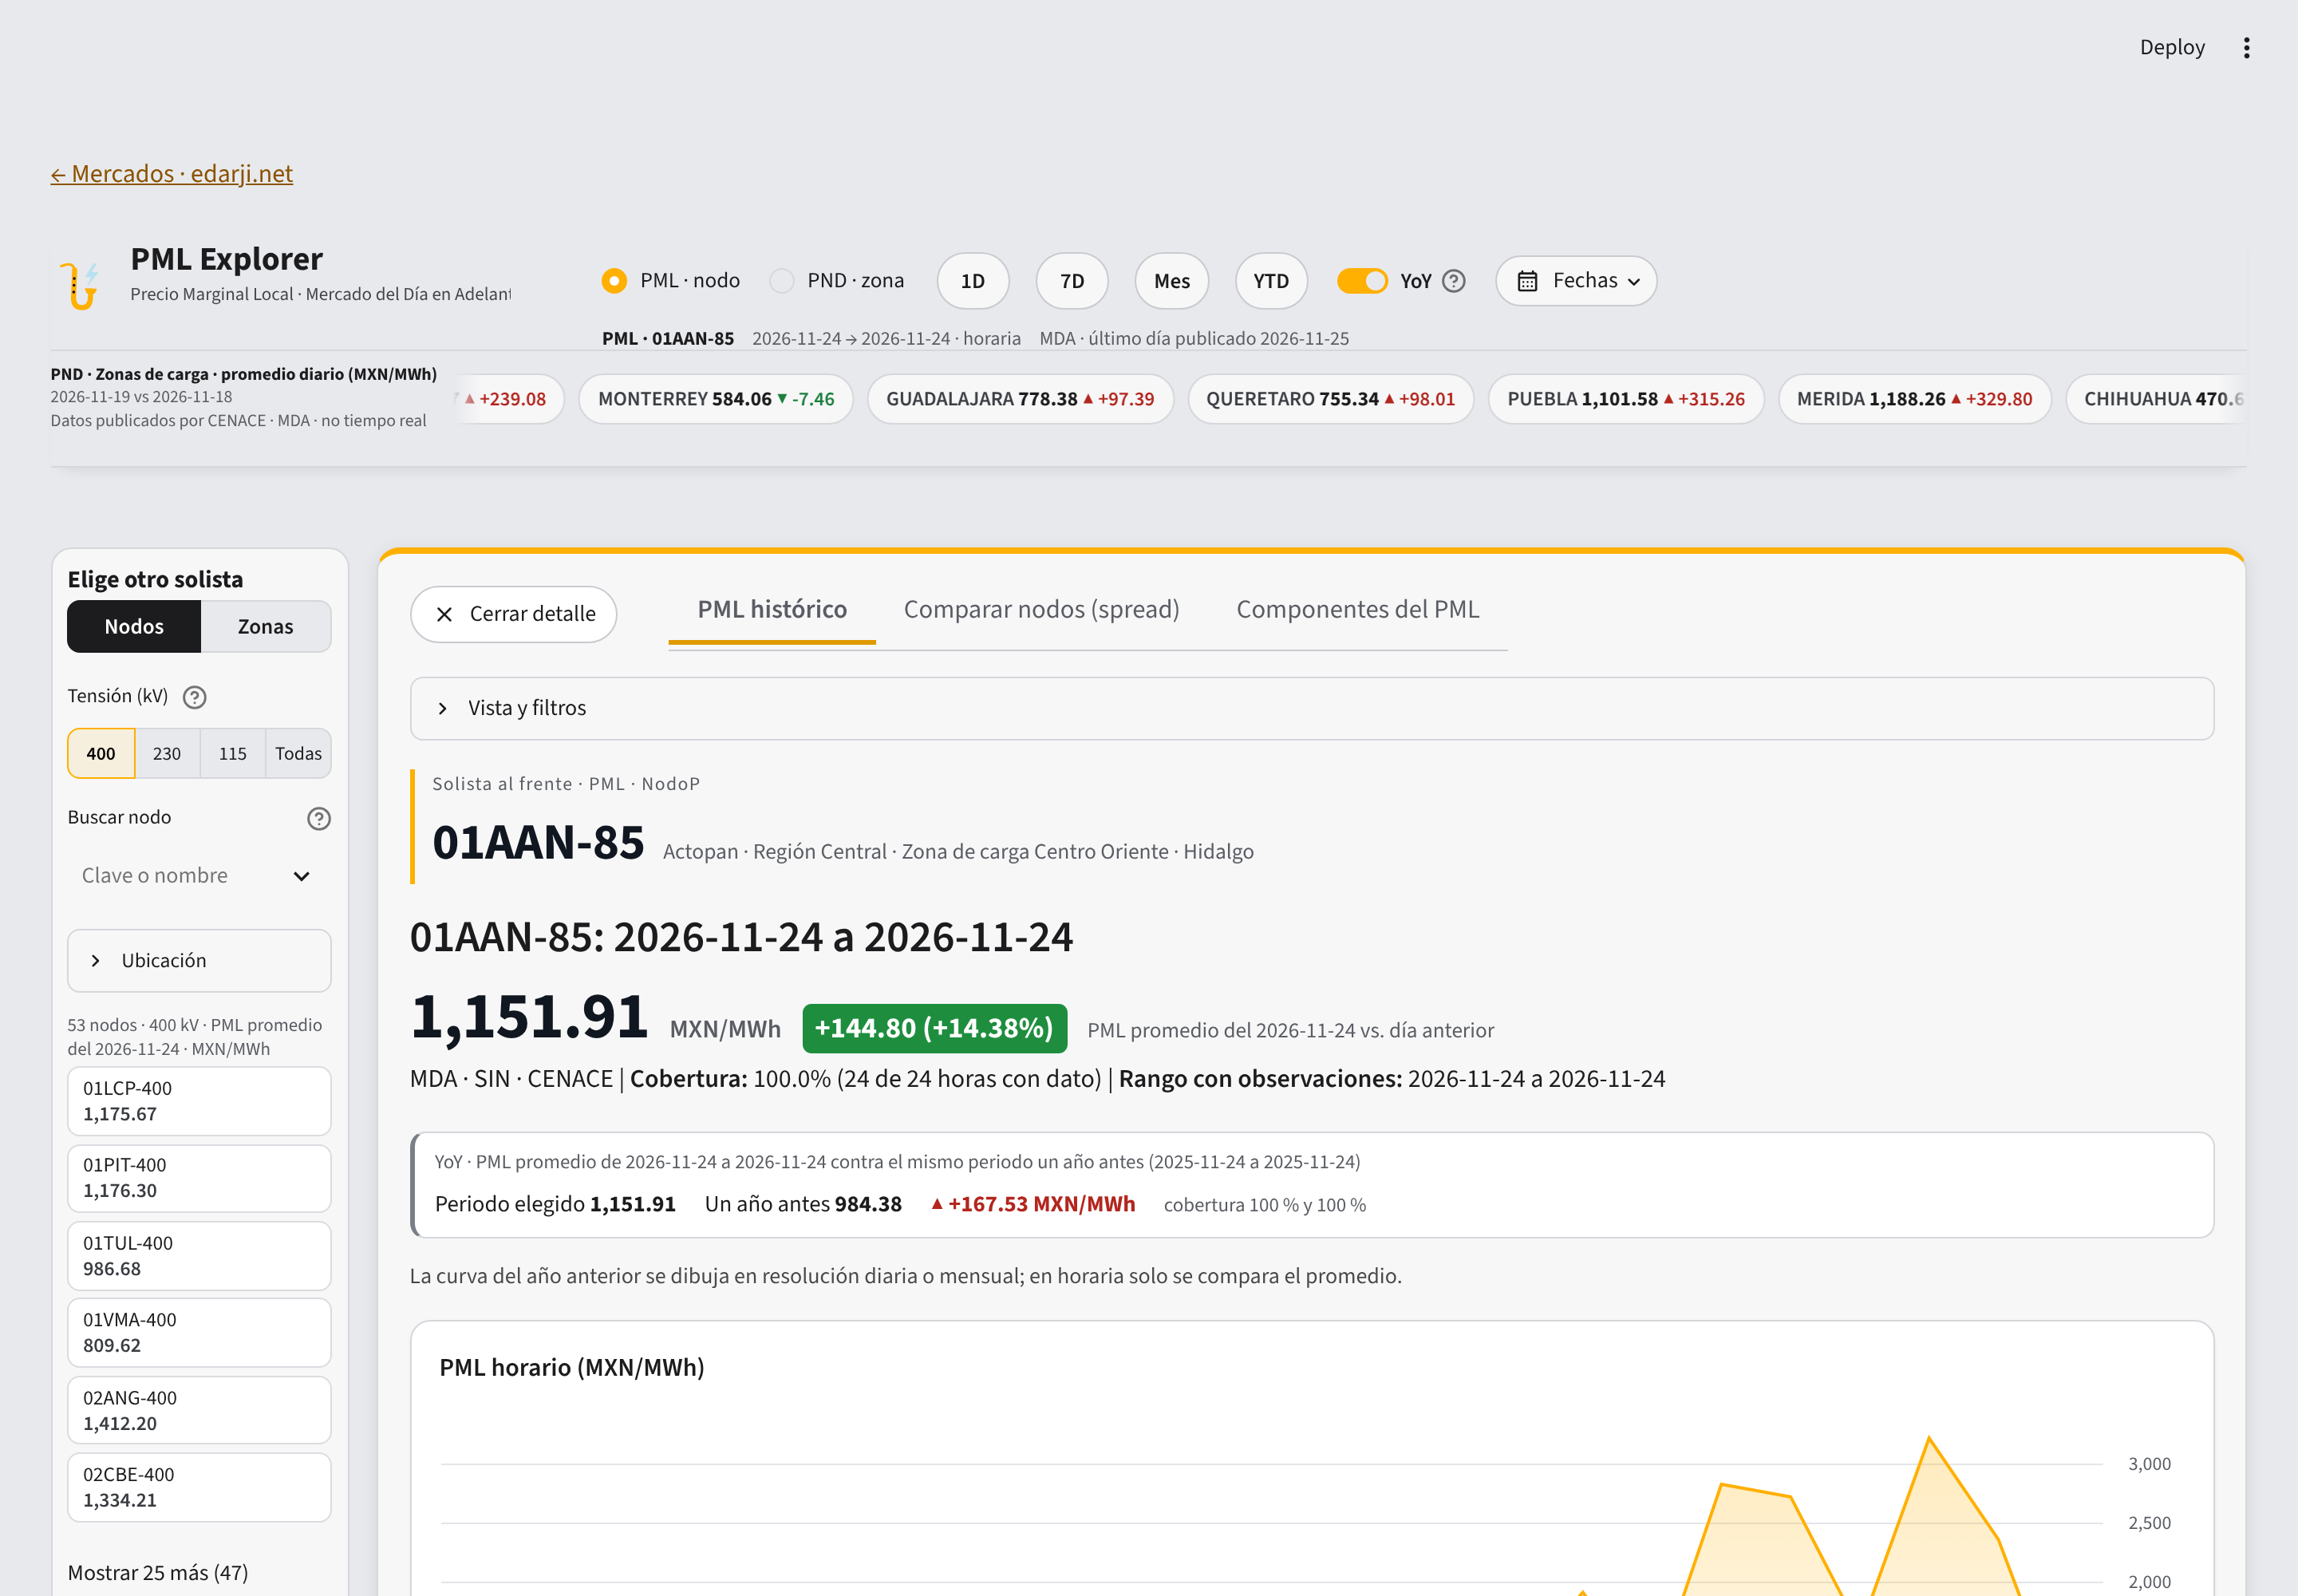 Deploy
← Mercados · edarji.net
PML Explorer
Precio Marginal Local · Mercado del Día en
PML · nodo
PND · zona
1D
7D
Mes
YTD
YoY
Fechas
PML · 01AAN-85 2026-11-24 → 2026-11-24 · horaria MDA · último día publicado 2026-11-25
PND · Zonas de carga · promedio diario (MXN/MWh)
2026-11-19 vs 2026-11-18
Datos publicados por CENACE · MDA · no tiempo real
▲ +239.08
MONTERREY 584.06 ▼ -7.46
GUADALAJARA 778.38 ▲ +97.39
QUERETARO 755.34 ▲ +98.01
PUEBLA 1,101.58 ▲ +315.26
MERIDA 1,188.26 ▲ +329.80
CHIHUAHUA 470.6
Elige otro solista
Nodos
Zonas
Tensión (kV)
400
230
115
Todas
Buscar nodo
Clave o nombre
Ubicación
53 nodos · 400 kV · PML promedio
del 2026-11-24 · MXN/MWh
01LCP-400
1,175.67
01PIT-400
1,176.30
01TUL-400
986.68
01VMA-400
809.62
02ANG-400
1,412.20
02CBE-400
1,334.21
Mostrar 25 más (47)
Cerrar detalle
PML histórico
Comparar nodos (spread)
Componentes del PML
Vista y filtros
Solista al frente · PML · NodoP
01AAN-85 Actopan · Región Central · Zona de carga Centro Oriente · Hidalgo
01AAN-85: 2026-11-24 a 2026-11-24
1,151.91 MXN/MWh +144.80 (+14.38%) PML promedio del 2026-11-24 vs. día anterior
MDA · SIN · CENACE | Cobertura: 100.0% (24 de 24 horas con dato) | Rango con observaciones: 2026-11-24 a 2026-11-24
YoY · PML promedio de 2026-11-24 a 2026-11-24 contra el mismo periodo un año antes (2025-11-24 a 2025-11-24)
Periodo elegido 1,151.91 Un año antes 984.38 ▲ +167.53 MXN/MWh cobertura 100 % y 100 %
La curva del año anterior se dibuja en resolución diaria o mensual; en horaria solo se compara el promedio.
PML horario (MXN/MWh)
3,000
2,500
2,000